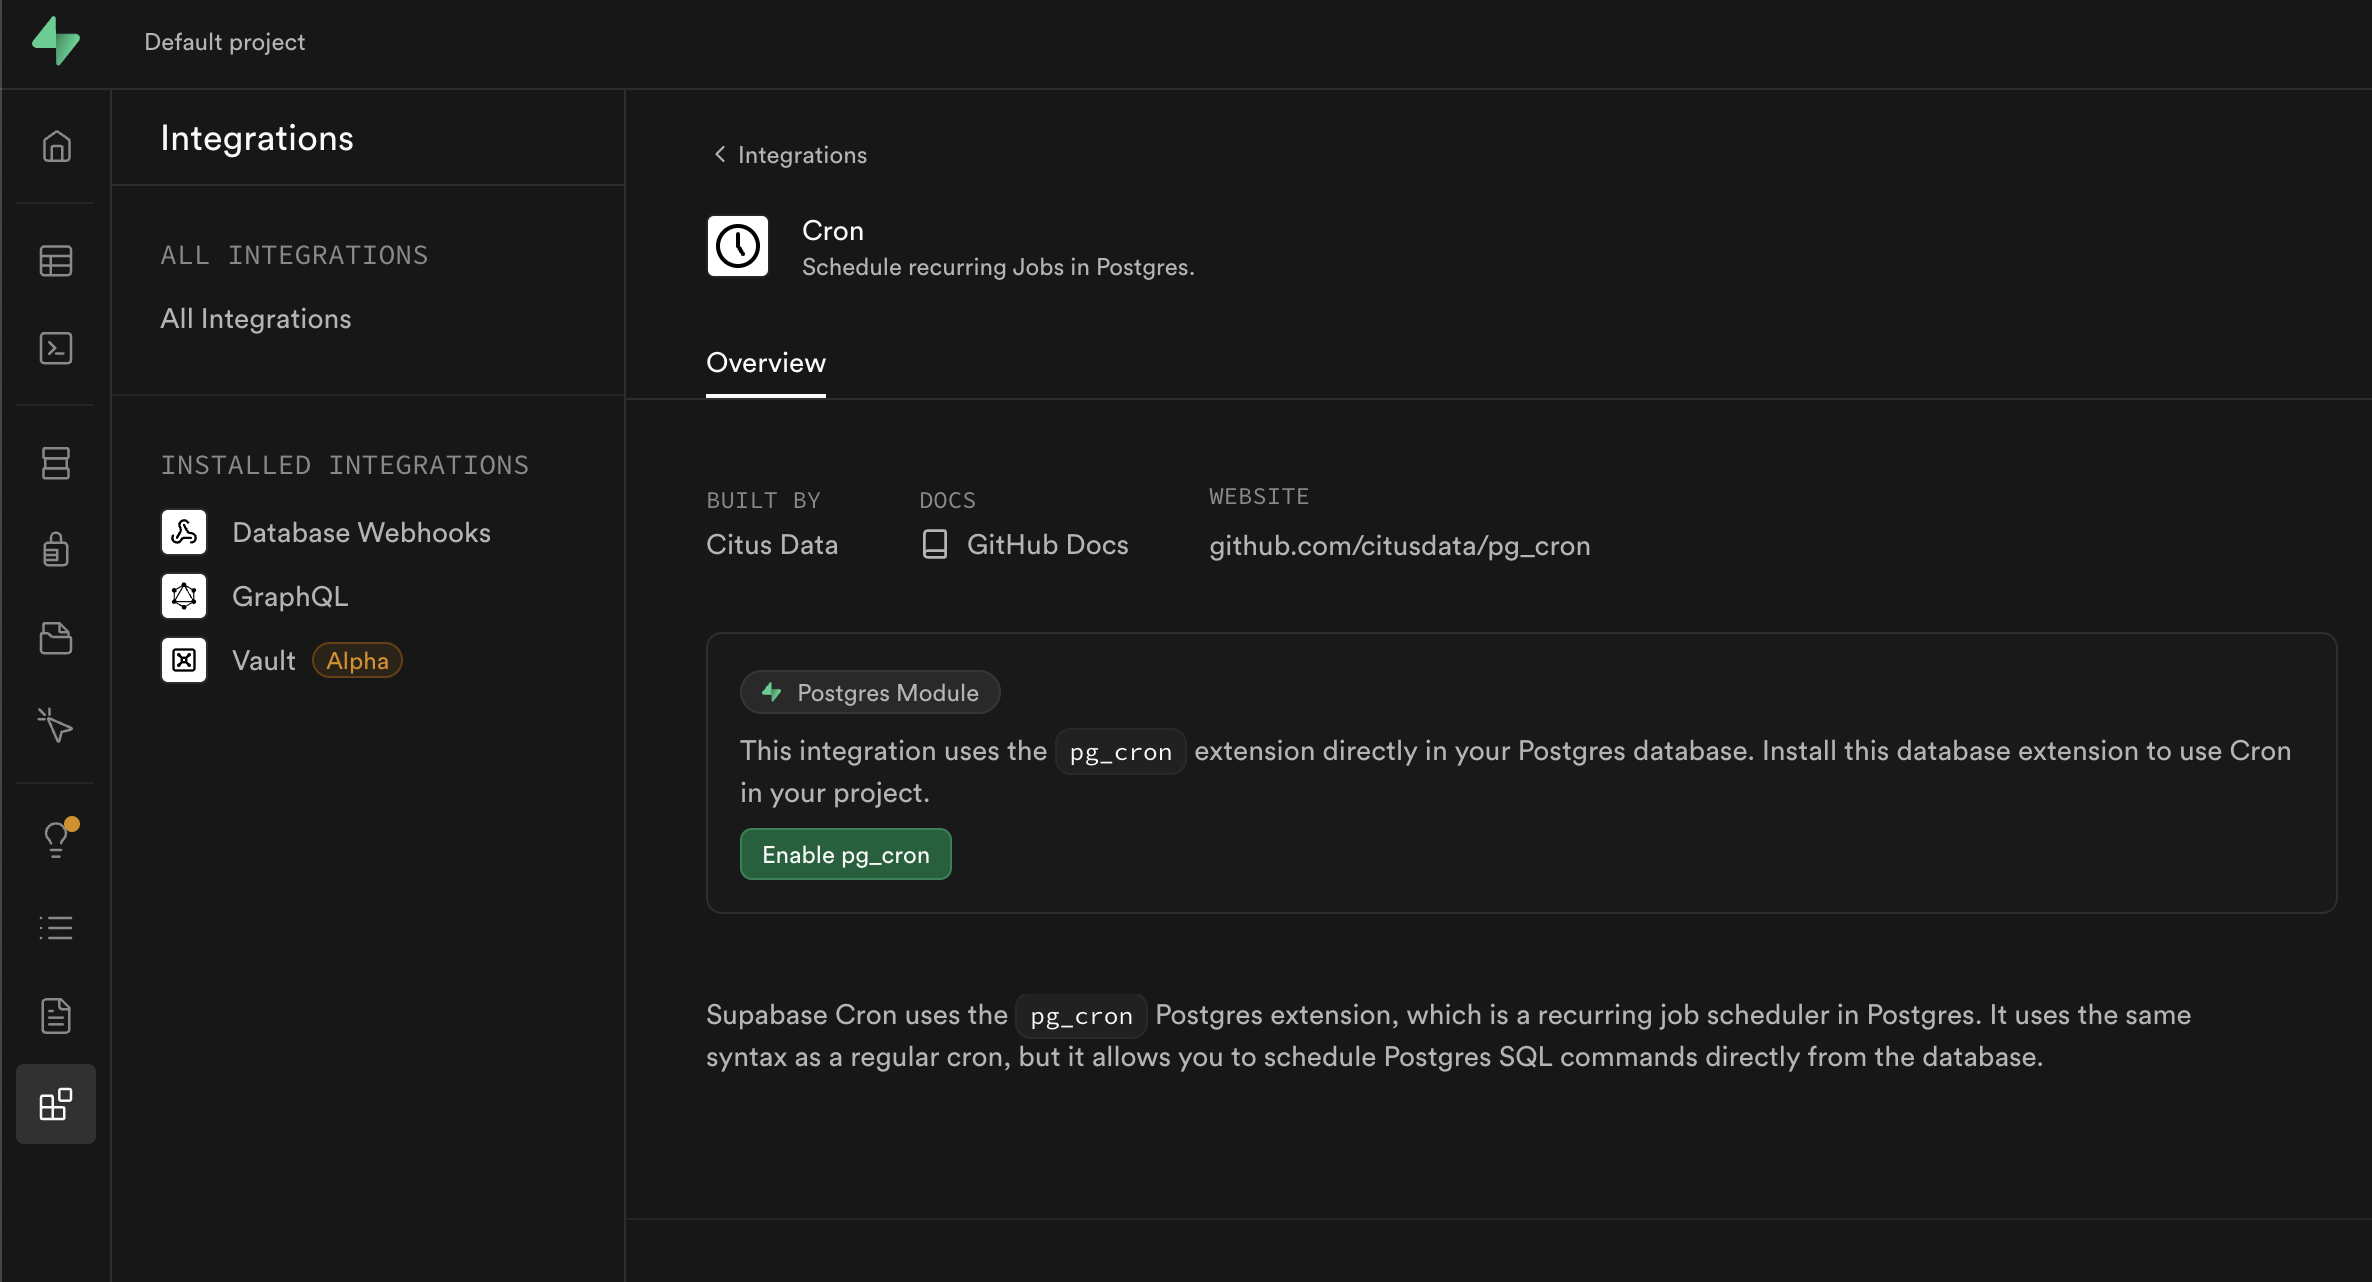 Default project
Integrations
ALL INTEGRATIONS
All Integrations
INSTALLED INTEGRATIONS
Database Webhooks
GraphQL
Vault Alpha
Integrations
Cron
Schedule recurring Jobs in Postgres.
Overview
BUILT BY
Citus Data
DOCS
GitHub Docs
WEBSITE
github.com/citusdata/pg_cron
Postgres Module
This integration uses the pg_cron extension directly in your Postgres database. Install this database extension to use Cron
in your project.
Enable pg_cron
Supabase Cron uses the pg_cron Postgres extension, which is a recurring job scheduler in Postgres. It uses the same
syntax as a regular cron, but it allows you to schedule Postgres SQL commands directly from the database.